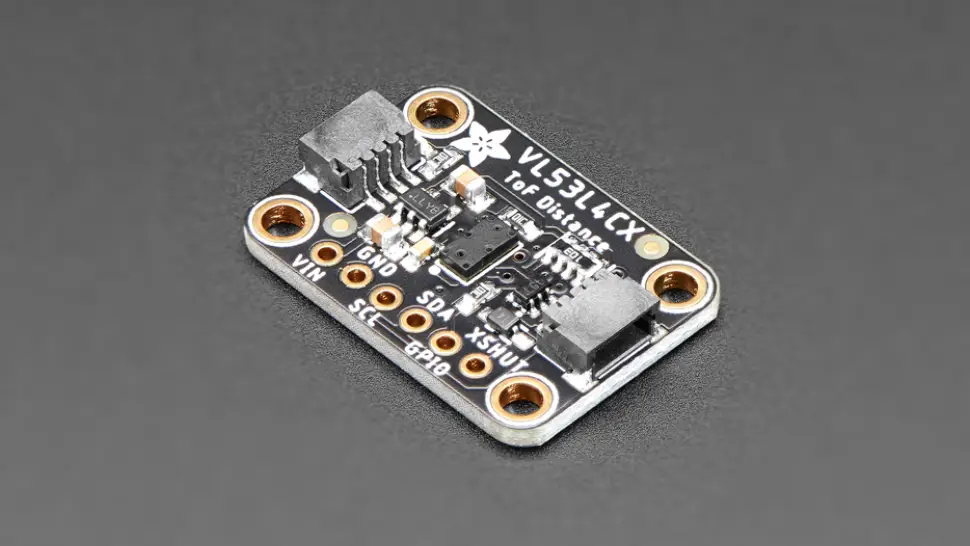 VL53L4CX
ToF Distance
VIN
GND
SCL
SDA
GPIO
XSHUT